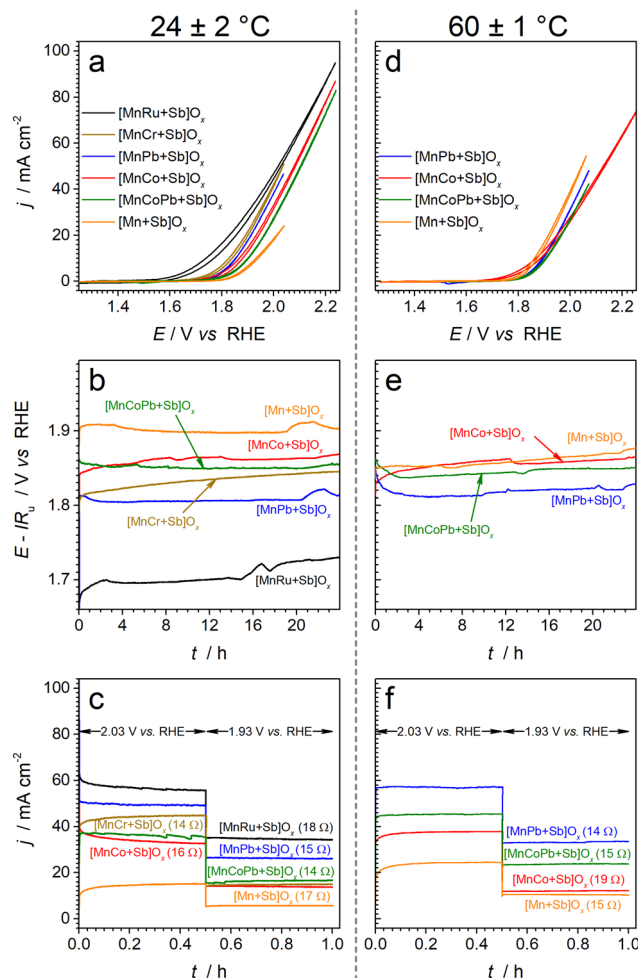 24 ± 2 °C
60 ± 1 °C
a
[MnRu+Sb]Oₓ
[MnCr+Sb]Oₓ
[MnPb+Sb]Oₓ
[MnCo+Sb]Oₓ
[MnCoPb+Sb]Oₓ
[Mn+Sb]Oₓ
j / mA cm⁻²
100
80
60
40
20
0
1.4 1.6 1.8 2.0 2.2
E / V vs RHE
d
[MnPb+Sb]Oₓ
[MnCo+Sb]Oₓ
[MnCoPb+Sb]Oₓ
[Mn+Sb]Oₓ
1.4 1.6 1.8 2.0 2.2
E / V vs RHE
b
[MnCoPb+Sb]Oₓ
[Mn+Sb]Oₓ
[MnCo+Sb]Oₓ
[MnCr+Sb]Oₓ
[MnPb+Sb]Oₓ
[MnRu+Sb]Oₓ
E - IRᵤ / V vs RHE
1.9
1.8
1.7
0 4 8 12 16 20
t / h
e
[MnCo+Sb]Oₓ
[Mn+Sb]Oₓ
[MnCoPb+Sb]Oₓ
[MnPb+Sb]Oₓ
0 4 8 12 16 20
t / h
c
2.03 V vs. RHE
1.93 V vs. RHE
[MnCr+Sb]Oₓ (14 Ω)
[MnRu+Sb]Oₓ (18 Ω)
[MnCo+Sb]Oₓ (16 Ω)
[MnPb+Sb]Oₓ (15 Ω)
[MnCoPb+Sb]Oₓ (14 Ω)
[Mn+Sb]Oₓ (17 Ω)
j / mA cm⁻²
100
80
60
40
20
0
0.0 0.2 0.4 0.6 0.8 1.0
t / h
f
2.03 V vs. RHE
1.93 V vs. RHE
[MnPb+Sb]Oₓ (14 Ω)
[MnCoPb+Sb]Oₓ (15 Ω)
[MnCo+Sb]Oₓ (19 Ω)
[Mn+Sb]Oₓ (15 Ω)
0.0 0.2 0.4 0.6 0.8 1.0
t / h